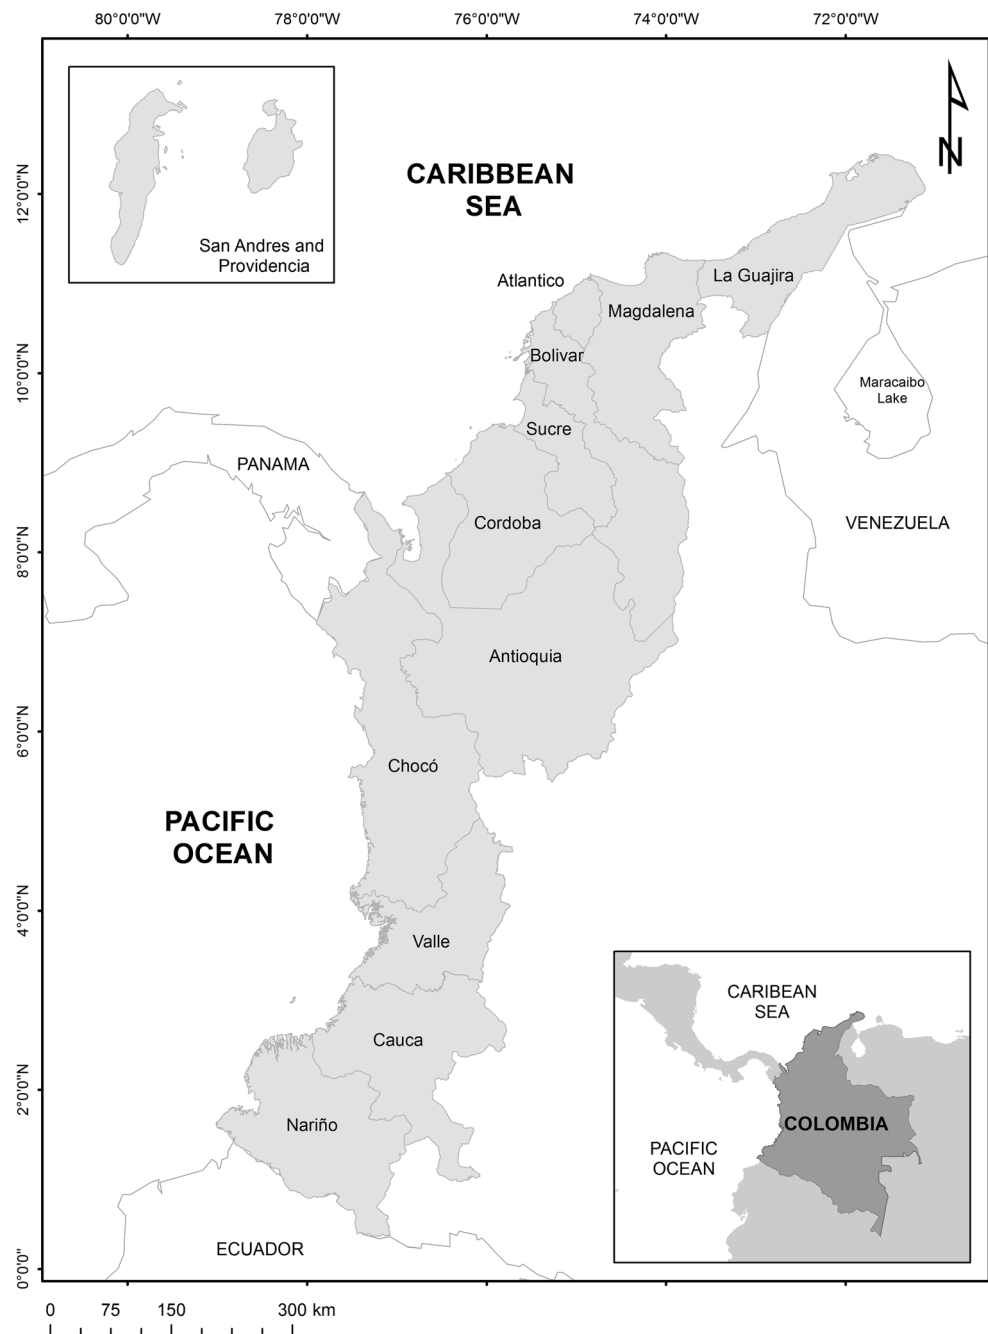 80°0'0"W 78°0'0"W 76°0'0"W 74°0'0"W 72°0'0"W
12°0'0"N
10°0'0"N
8°0'0"N
6°0'0"N
4°0'0"N
2°0'0"N
0°0'0"
San Andres and
Providencia
CARIBBEAN
SEA
N
Atlantico
La Guajira
Magdalena
Bolivar
Maracaibo
Lake
Sucre
PANAMA
Cordoba
VENEZUELA
Antioquia
Chocó
PACIFIC
OCEAN
Valle
Cauca
Nariño
ECUADOR
CARIBEAN
SEA
COLOMBIA
PACIFIC
OCEAN
0 75 150 300 km